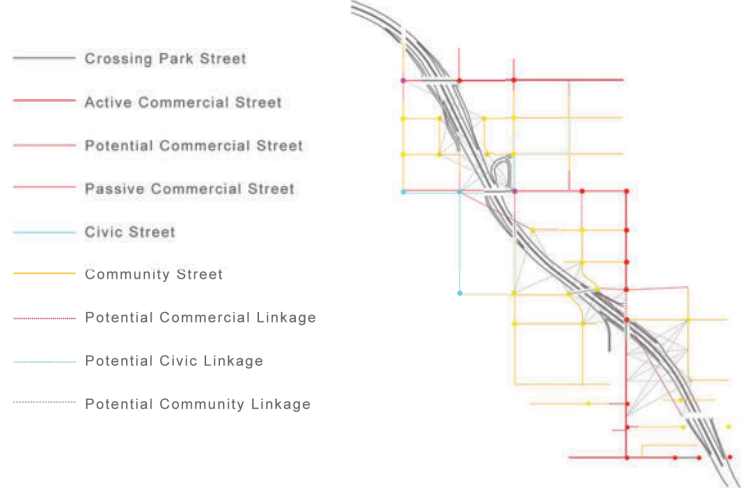 Crossing Park Street
Active Commercial Street
Potential Commercial Street
Passive Commercial Street
Civic Street
Community Street
Potential Commercial Linkage
Potential Civic Linkage
Potential Community Linkage